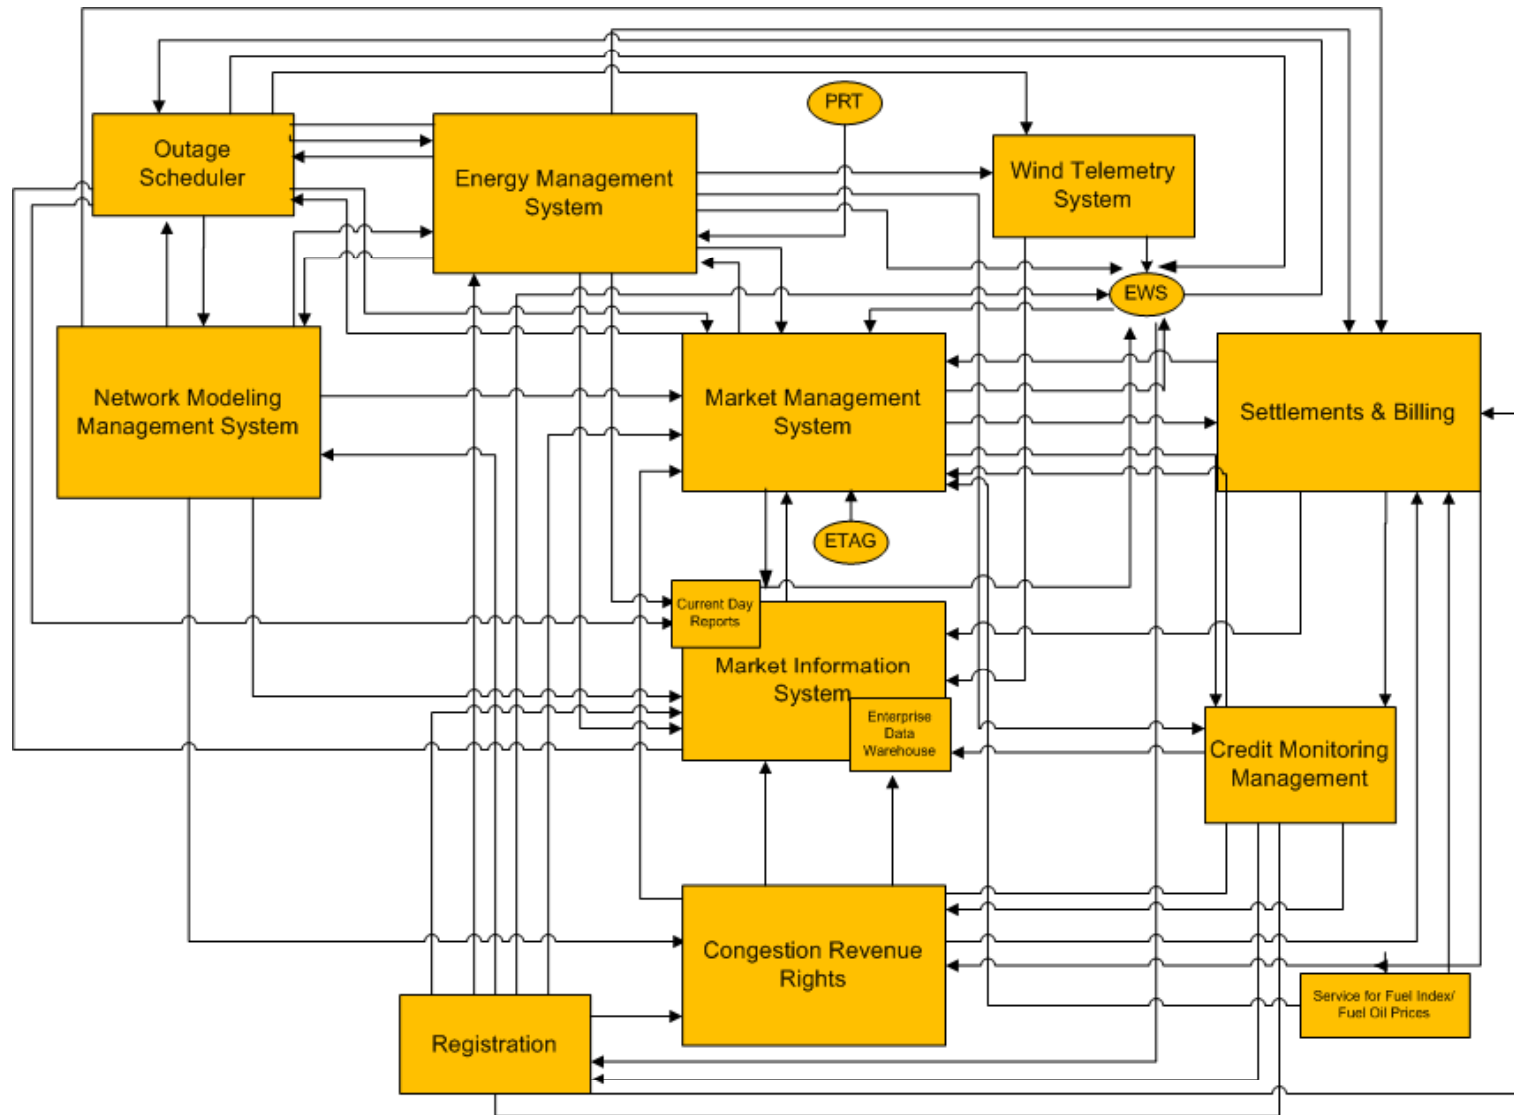 PRT
Outage
Scheduler
Energy Management
System
Wind Telemetry
System
EWS
Network Modeling
Management System
Market Management
System
Settlements & Billing
ETAG
Current Day
Reports
Market Information
System
Enterprise
Data
Warehouse
Credit Monitoring
Management
Congestion Revenue
Rights
Service for Fuel Index/
Fuel Oil Prices
Registration